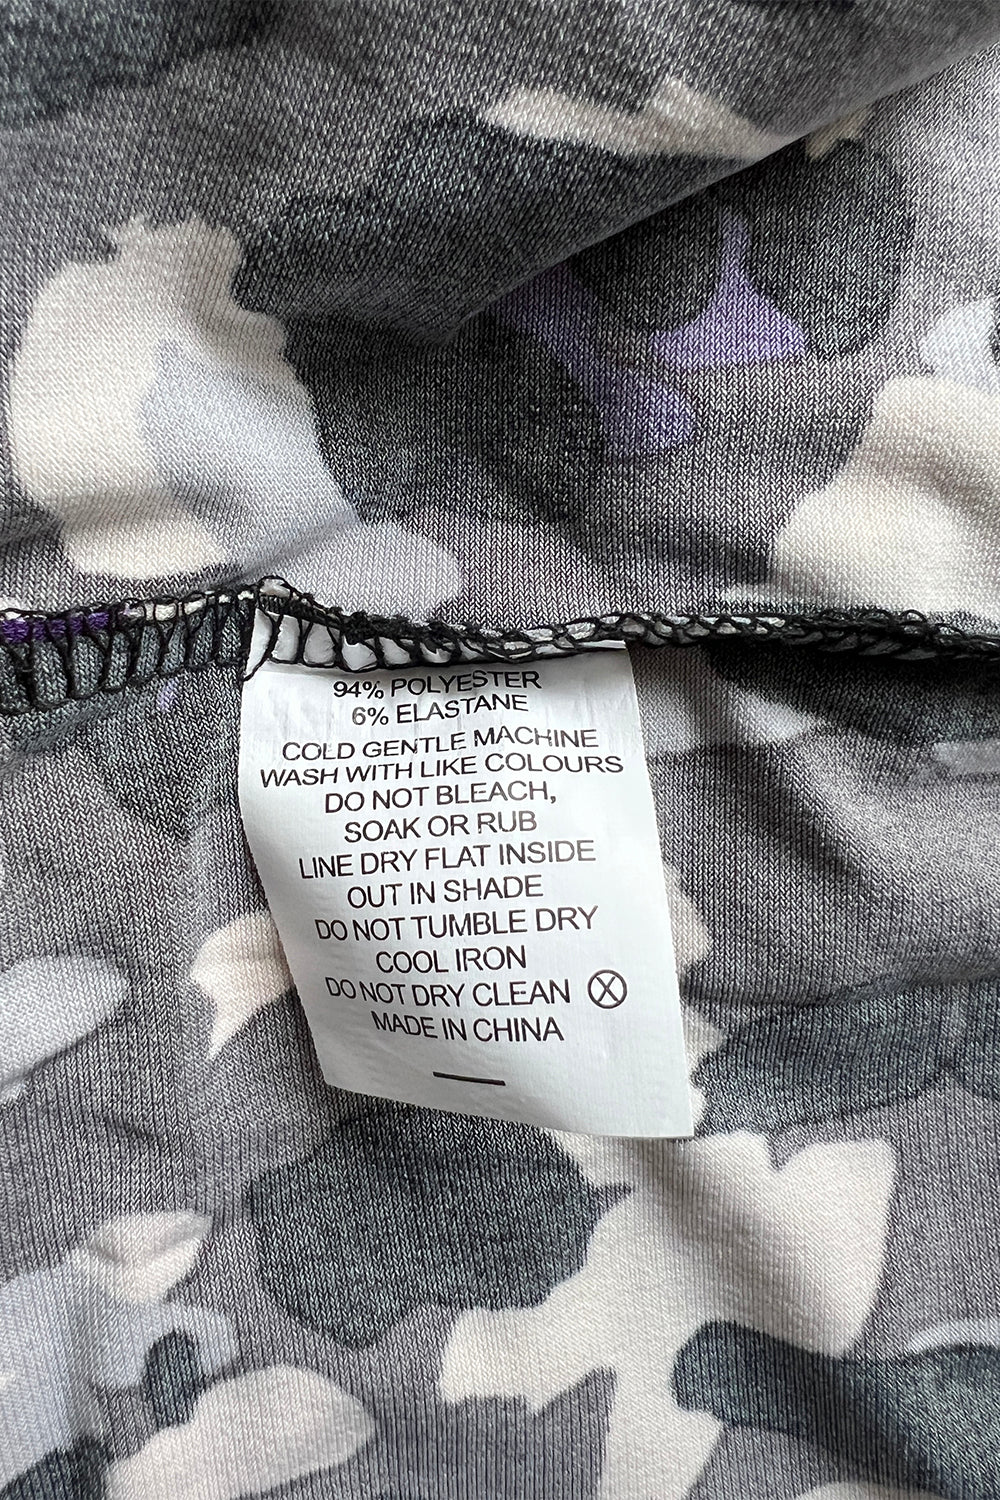 94% POLYESTER
6% ELASTANE
COLD GENTLE MACHINE
WASH WITH LIKE COLOURS
DO NOT BLEACH,
SOAK OR RUB
LINE DRY FLAT INSIDE
OUT IN SHADE
DO NOT TUMBLE DRY
COOL IRON
DO NOT DRY CLEAN Ⓧ
MADE IN CHINA